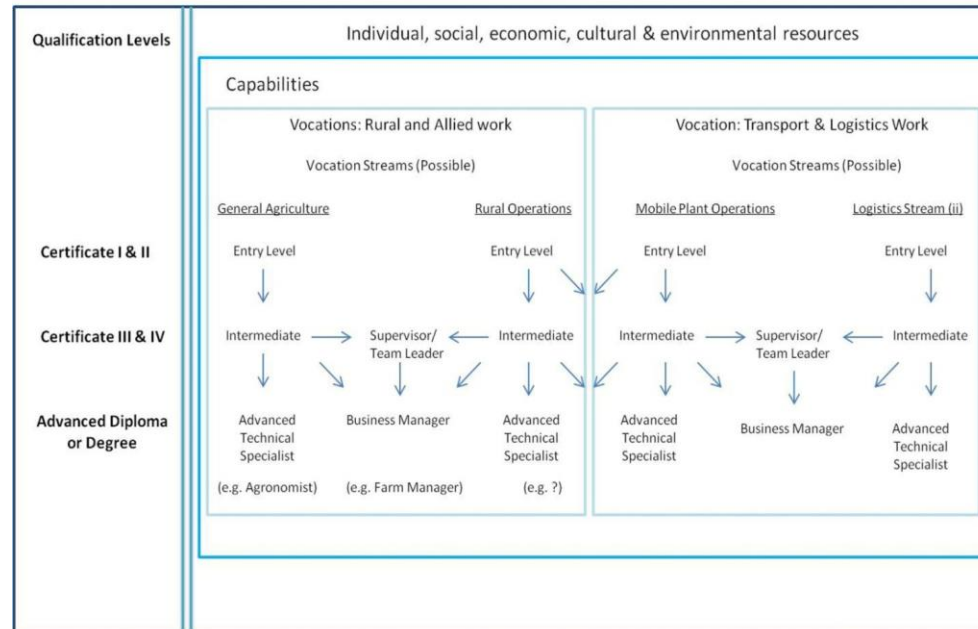 Qualification Levels
Individual, social, economic, cultural & environmental resources
Capabilities
Vocations: Rural and Allied work
Vocation: Transport & Logistics Work
Vocation Streams (Possible)
Vocation Streams (Possible)
General Agriculture
Rural Operations
Mobile Plant Operations
Logistics Stream (ii)
Certificate I & II
Entry Level
Entry Level
Entry Level
Entry Level
Certificate III & IV
Intermediate
Supervisor/
Team Leader
Intermediate
Intermediate
Supervisor/
Team Leader
Intermediate
Advanced Diploma
or Degree
Advanced
Technical
Specialist
(e.g. Agronomist)
Business Manager
(e.g. Farm Manager)
Advanced
Technical
Specialist
(e.g. ?)
Advanced
Technical
Specialist
Business Manager
Advanced
Technical
Specialist